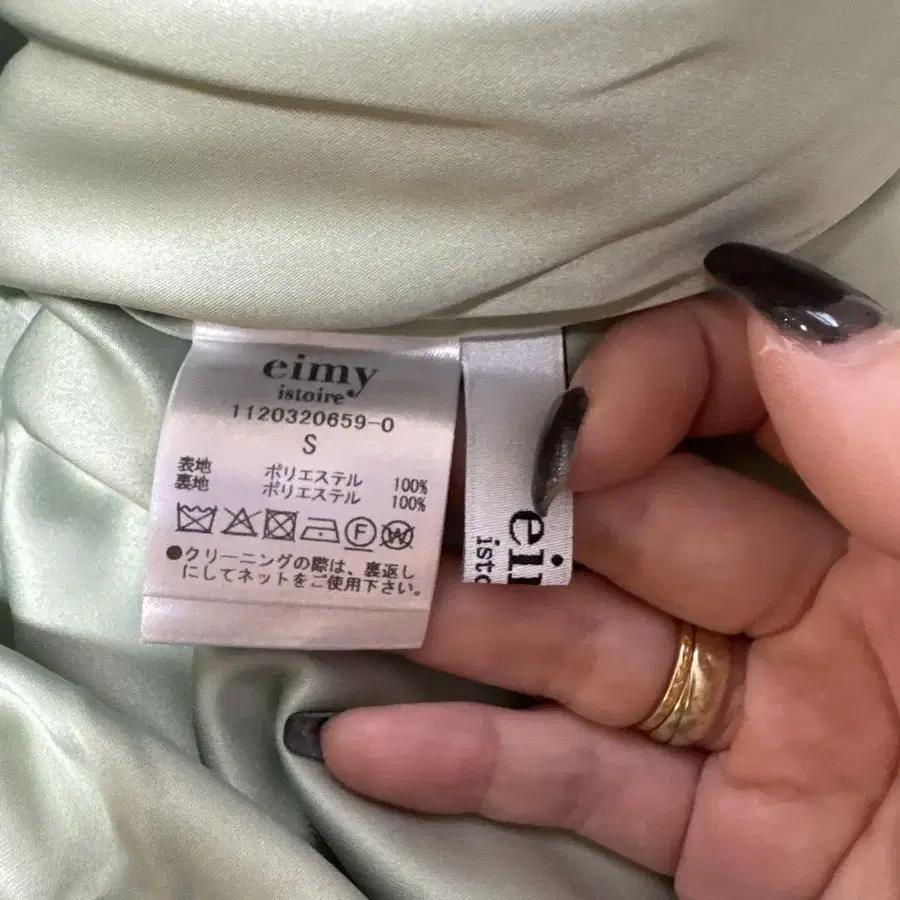 eimy
istoire
1120320659-0
S
表地 ポリエステル 100%
裏地 ポリエステル 100%
F W
●クリーニングの際は、裏返し
にしてネットをご使用下さい。
ei
isto